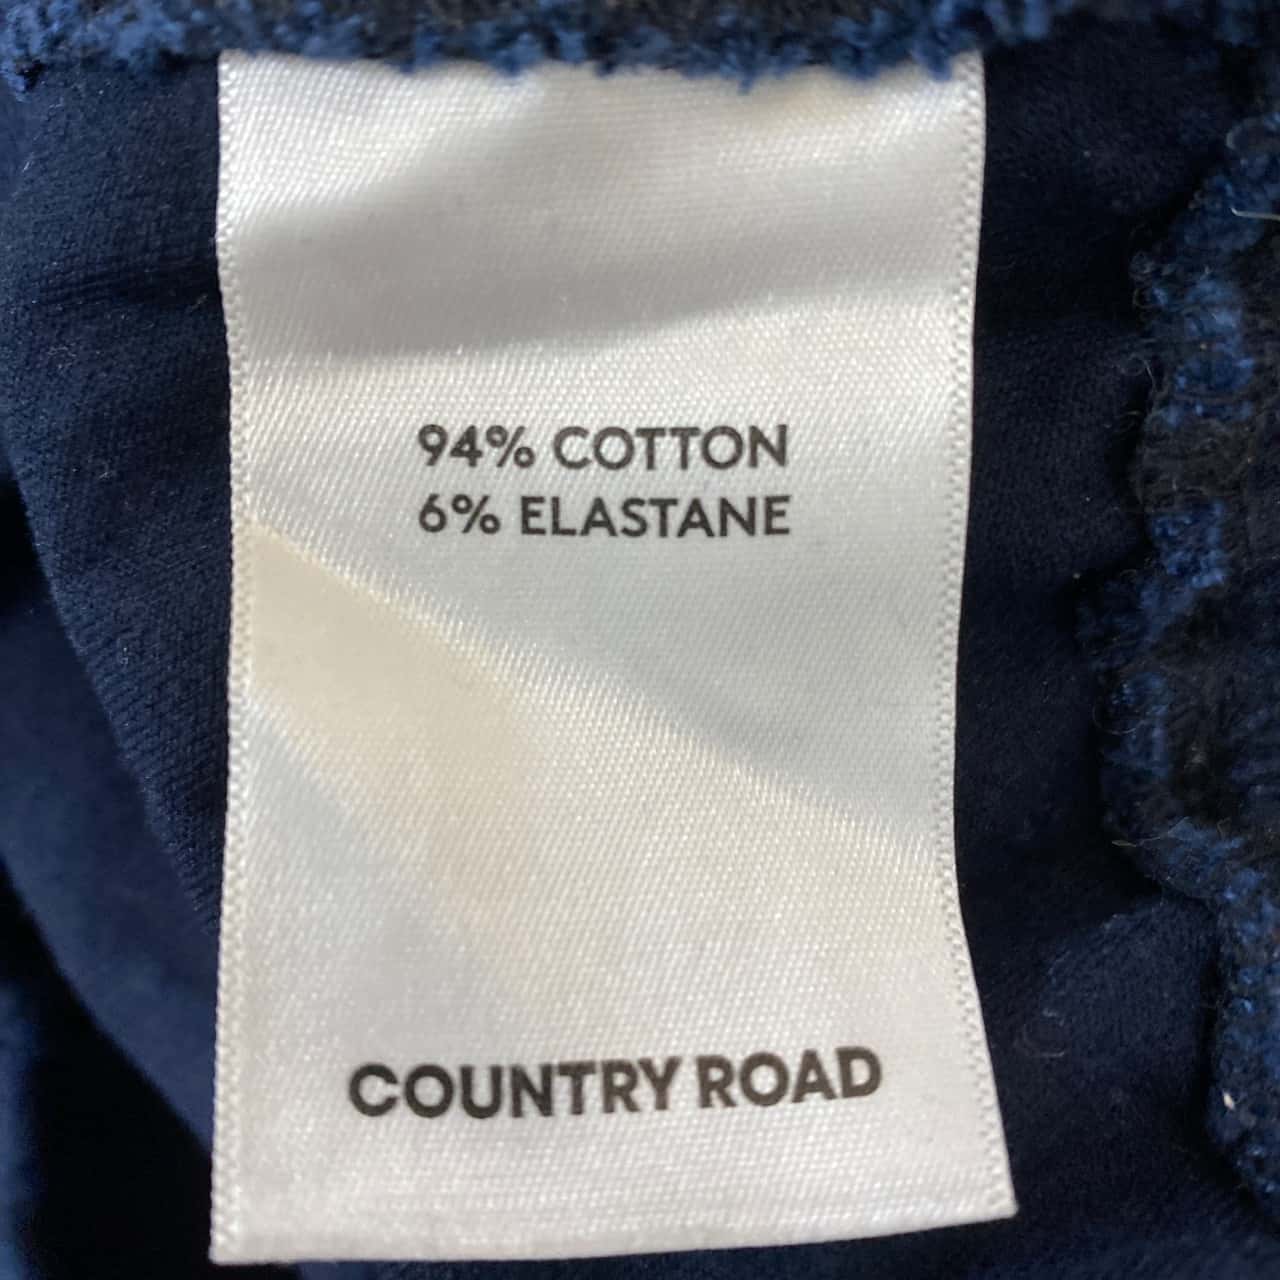 94% COTTON
6% ELASTANE
COUNTRY ROAD